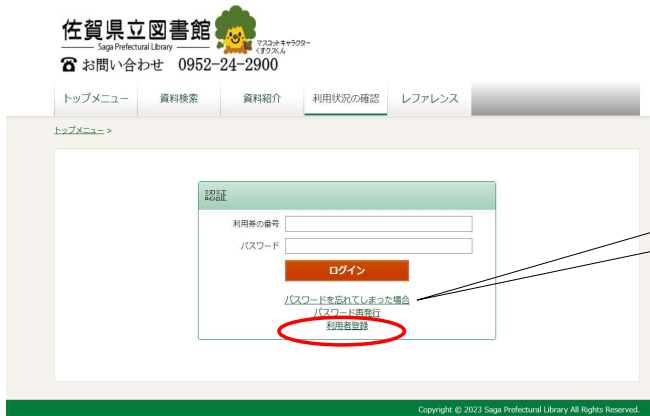 佐賀県立図書館
Saga Prefectural Library
マスコットキャラクター
くすクスくん
☎お問い合わせ 0952-24-2900
トップメニュー 資料検索 資料紹介 利用状況の確認 レファレンス
トップメニュー >
認証
利用券の番号
パスワード
ログイン
パスワードを忘れてしまった場合
パスワード再発行
利用者登録
Copyright © 2023 Saga Prefectural Library All Rights Reserved.